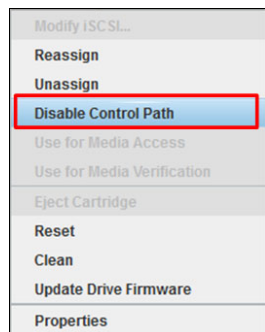 Modify iSCSI...
Reassign
Unassign
Disable Control Path
Use for Media Access
Use for Media Verification
Eject Cartridge
Reset
Clean
Update Drive Firmware
Properties